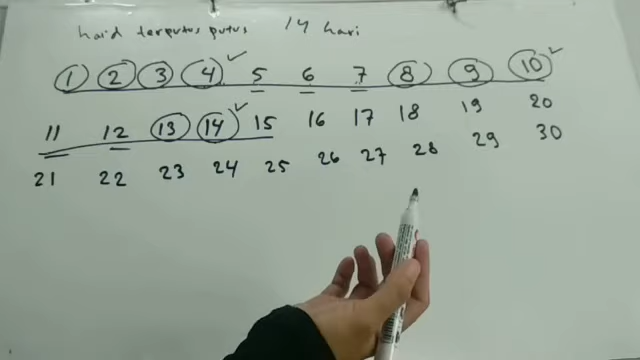 haid terputus putus 14 hari
1 2 3 4 5 6 7 8 9 10
11 12 13 14 15 16 17 18 19 20
21 22 23 24 25 26 27 28 29 30